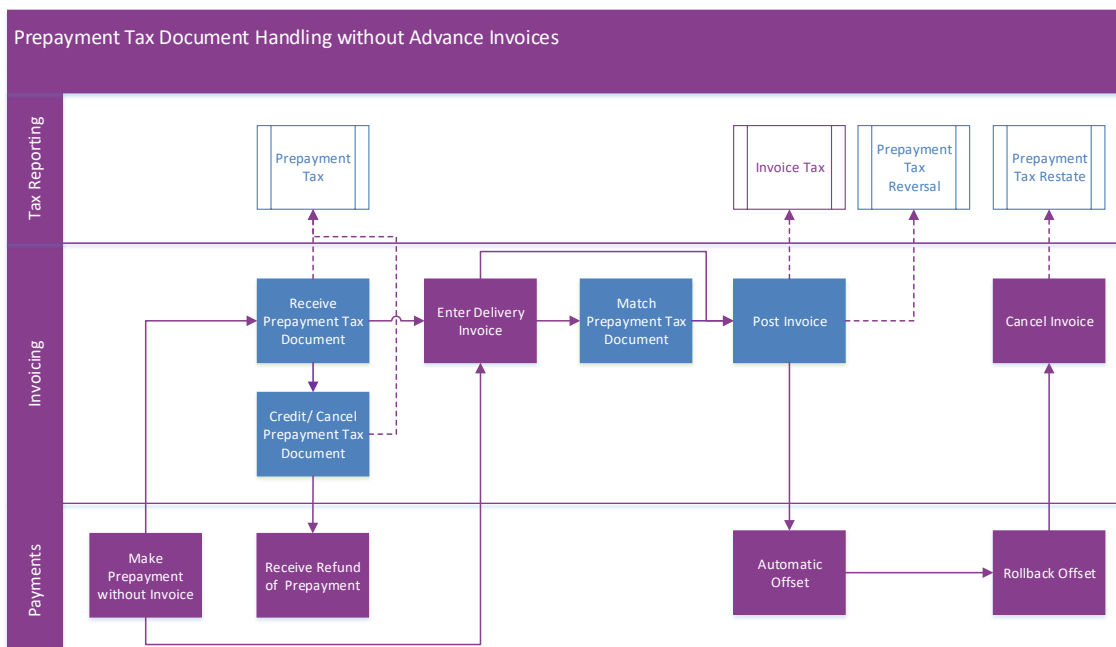 Prepayment Tax Document Handling without Advance Invoices
Tax Reporting
Prepayment
Tax
Invoice Tax
Prepayment
Tax
Reversal
Prepayment
Tax Restate
Invoicing
Receive
Prepayment Tax
Document
Enter Delivery
Invoice
Match
Prepayment Tax
Document
Post Invoice
Cancel Invoice
Credit/ Cancel
Prepayment Tax
Document
Payments
Make
Prepayment
without Invoice
Receive Refund
of Prepayment
Automatic
Offset
Rollback Offset